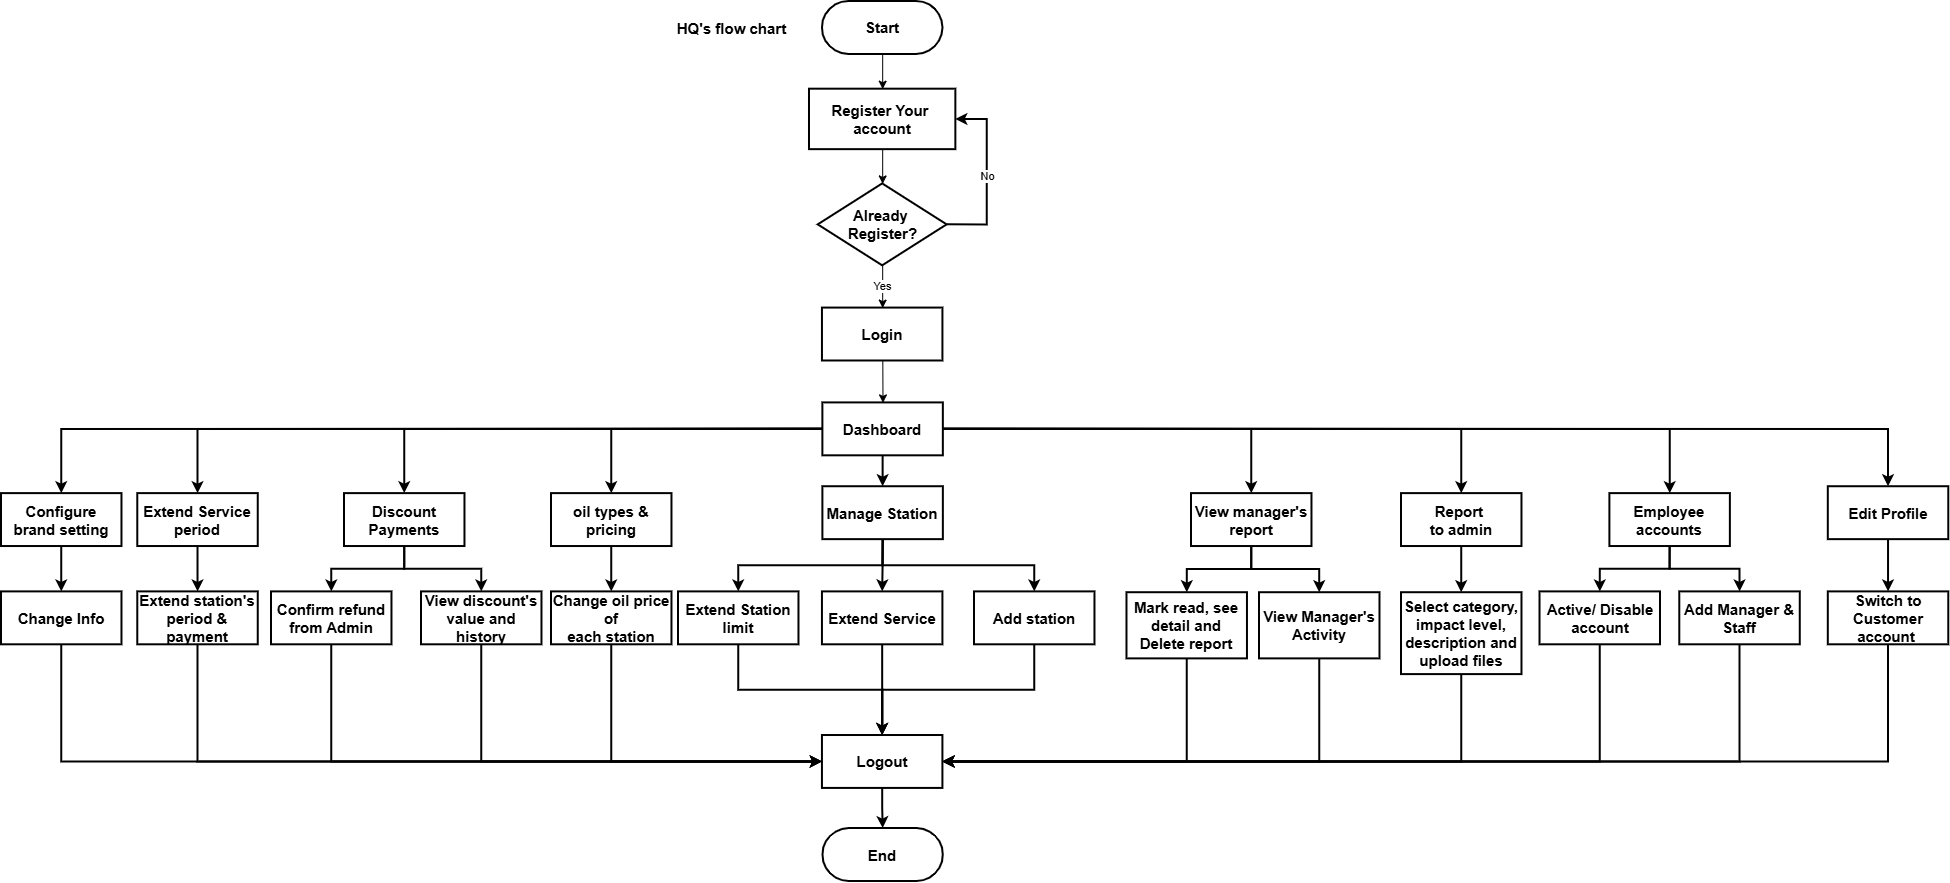 HQ's flow chart
Start
Register Your
account
No
Already
Register?
Yes
Login
Dashboard
Configure
brand setting
Extend Service
period
Discount
Payments
oil types &
pricing
Manage Station
View manager's
report
Report
to admin
Employee
accounts
Edit Profile
Change Info
Extend station's
period &
payment
Confirm refund
from Admin
View discount's
value and
history
Change oil price
of
each station
Extend Station
limit
Extend Service
Add station
Mark read, see
detail and
Delete report
View Manager's
Activity
Select category,
impact level,
description and
upload files
Active/ Disable
account
Add Manager &
Staff
Switch to
Customer
account
Logout
End